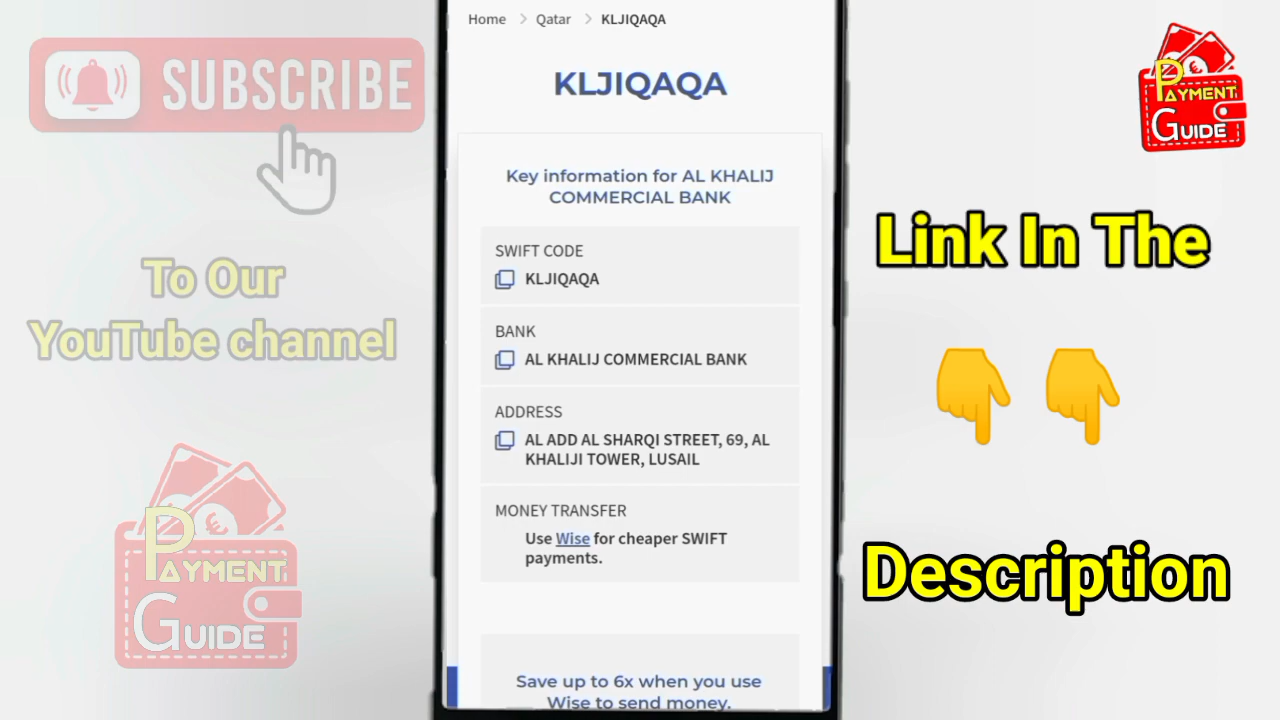 SUBSCRIBE
To Our
YouTube channel
PAYMENT
GUIDE
Home > Qatar > KLJIQAQA
KLJIQAQA
Key information for AL KHALIJ
COMMERCIAL BANK
SWIFT CODE
KLJIQAQA
BANK
AL KHALIJ COMMERCIAL BANK
ADDRESS
AL ADD AL SHARQI STREET, 69, AL
KHALIJI TOWER, LUSAIL
MONEY TRANSFER
Use Wise for cheaper SWIFT
payments.
Save up to 6x when you use
Wise to send money.
PAYMENT
GUIDE
Link In The
Description